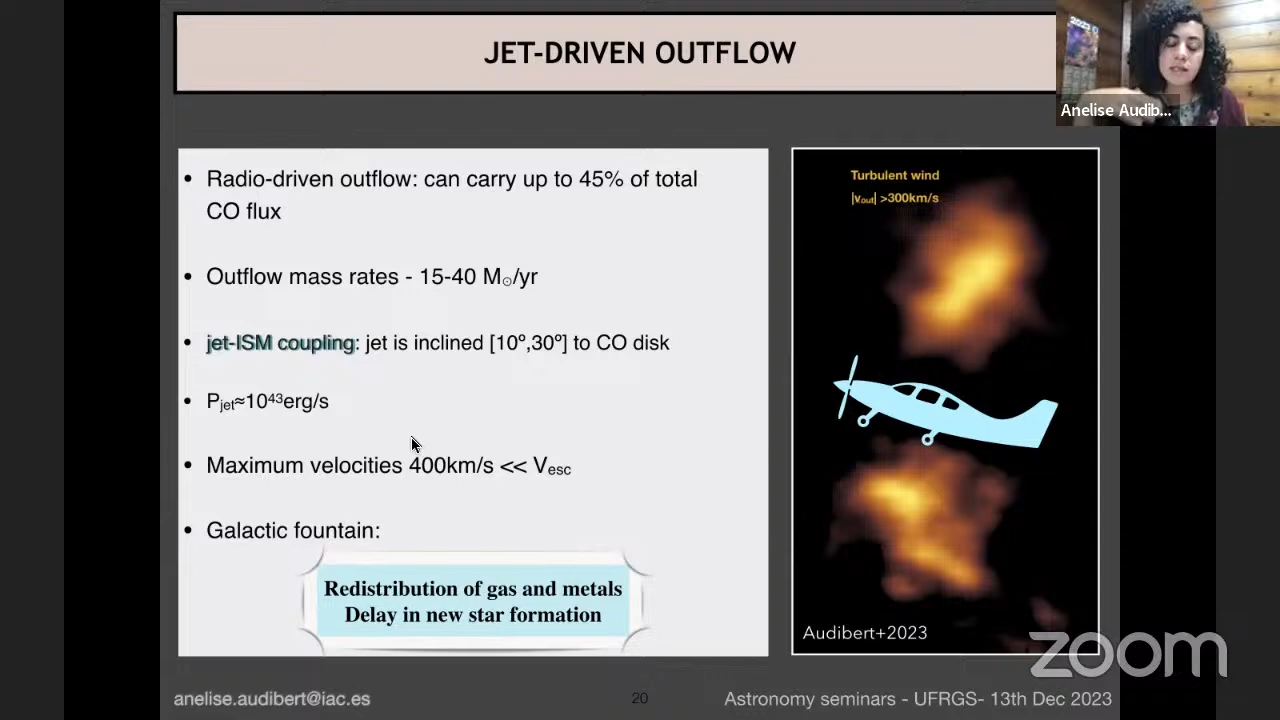 JET-DRIVEN OUTFLOW
Anelise Audib...
• Radio-driven outflow: can carry up to 45% of total
CO flux
• Outflow mass rates - 15-40 M☉/yr
• jet-ISM coupling: jet is inclined [10º,30º] to CO disk
• Pjet≈10⁴³erg/s
• Maximum velocities 400km/s << Vesc
• Galactic fountain:
Redistribution of gas and metals
Delay in new star formation
Turbulent wind
|vout| >300km/s
Audibert+2023
zoom
anelise.audibert@iac.es
20
Astronomy seminars - UFRGS- 13th Dec 2023